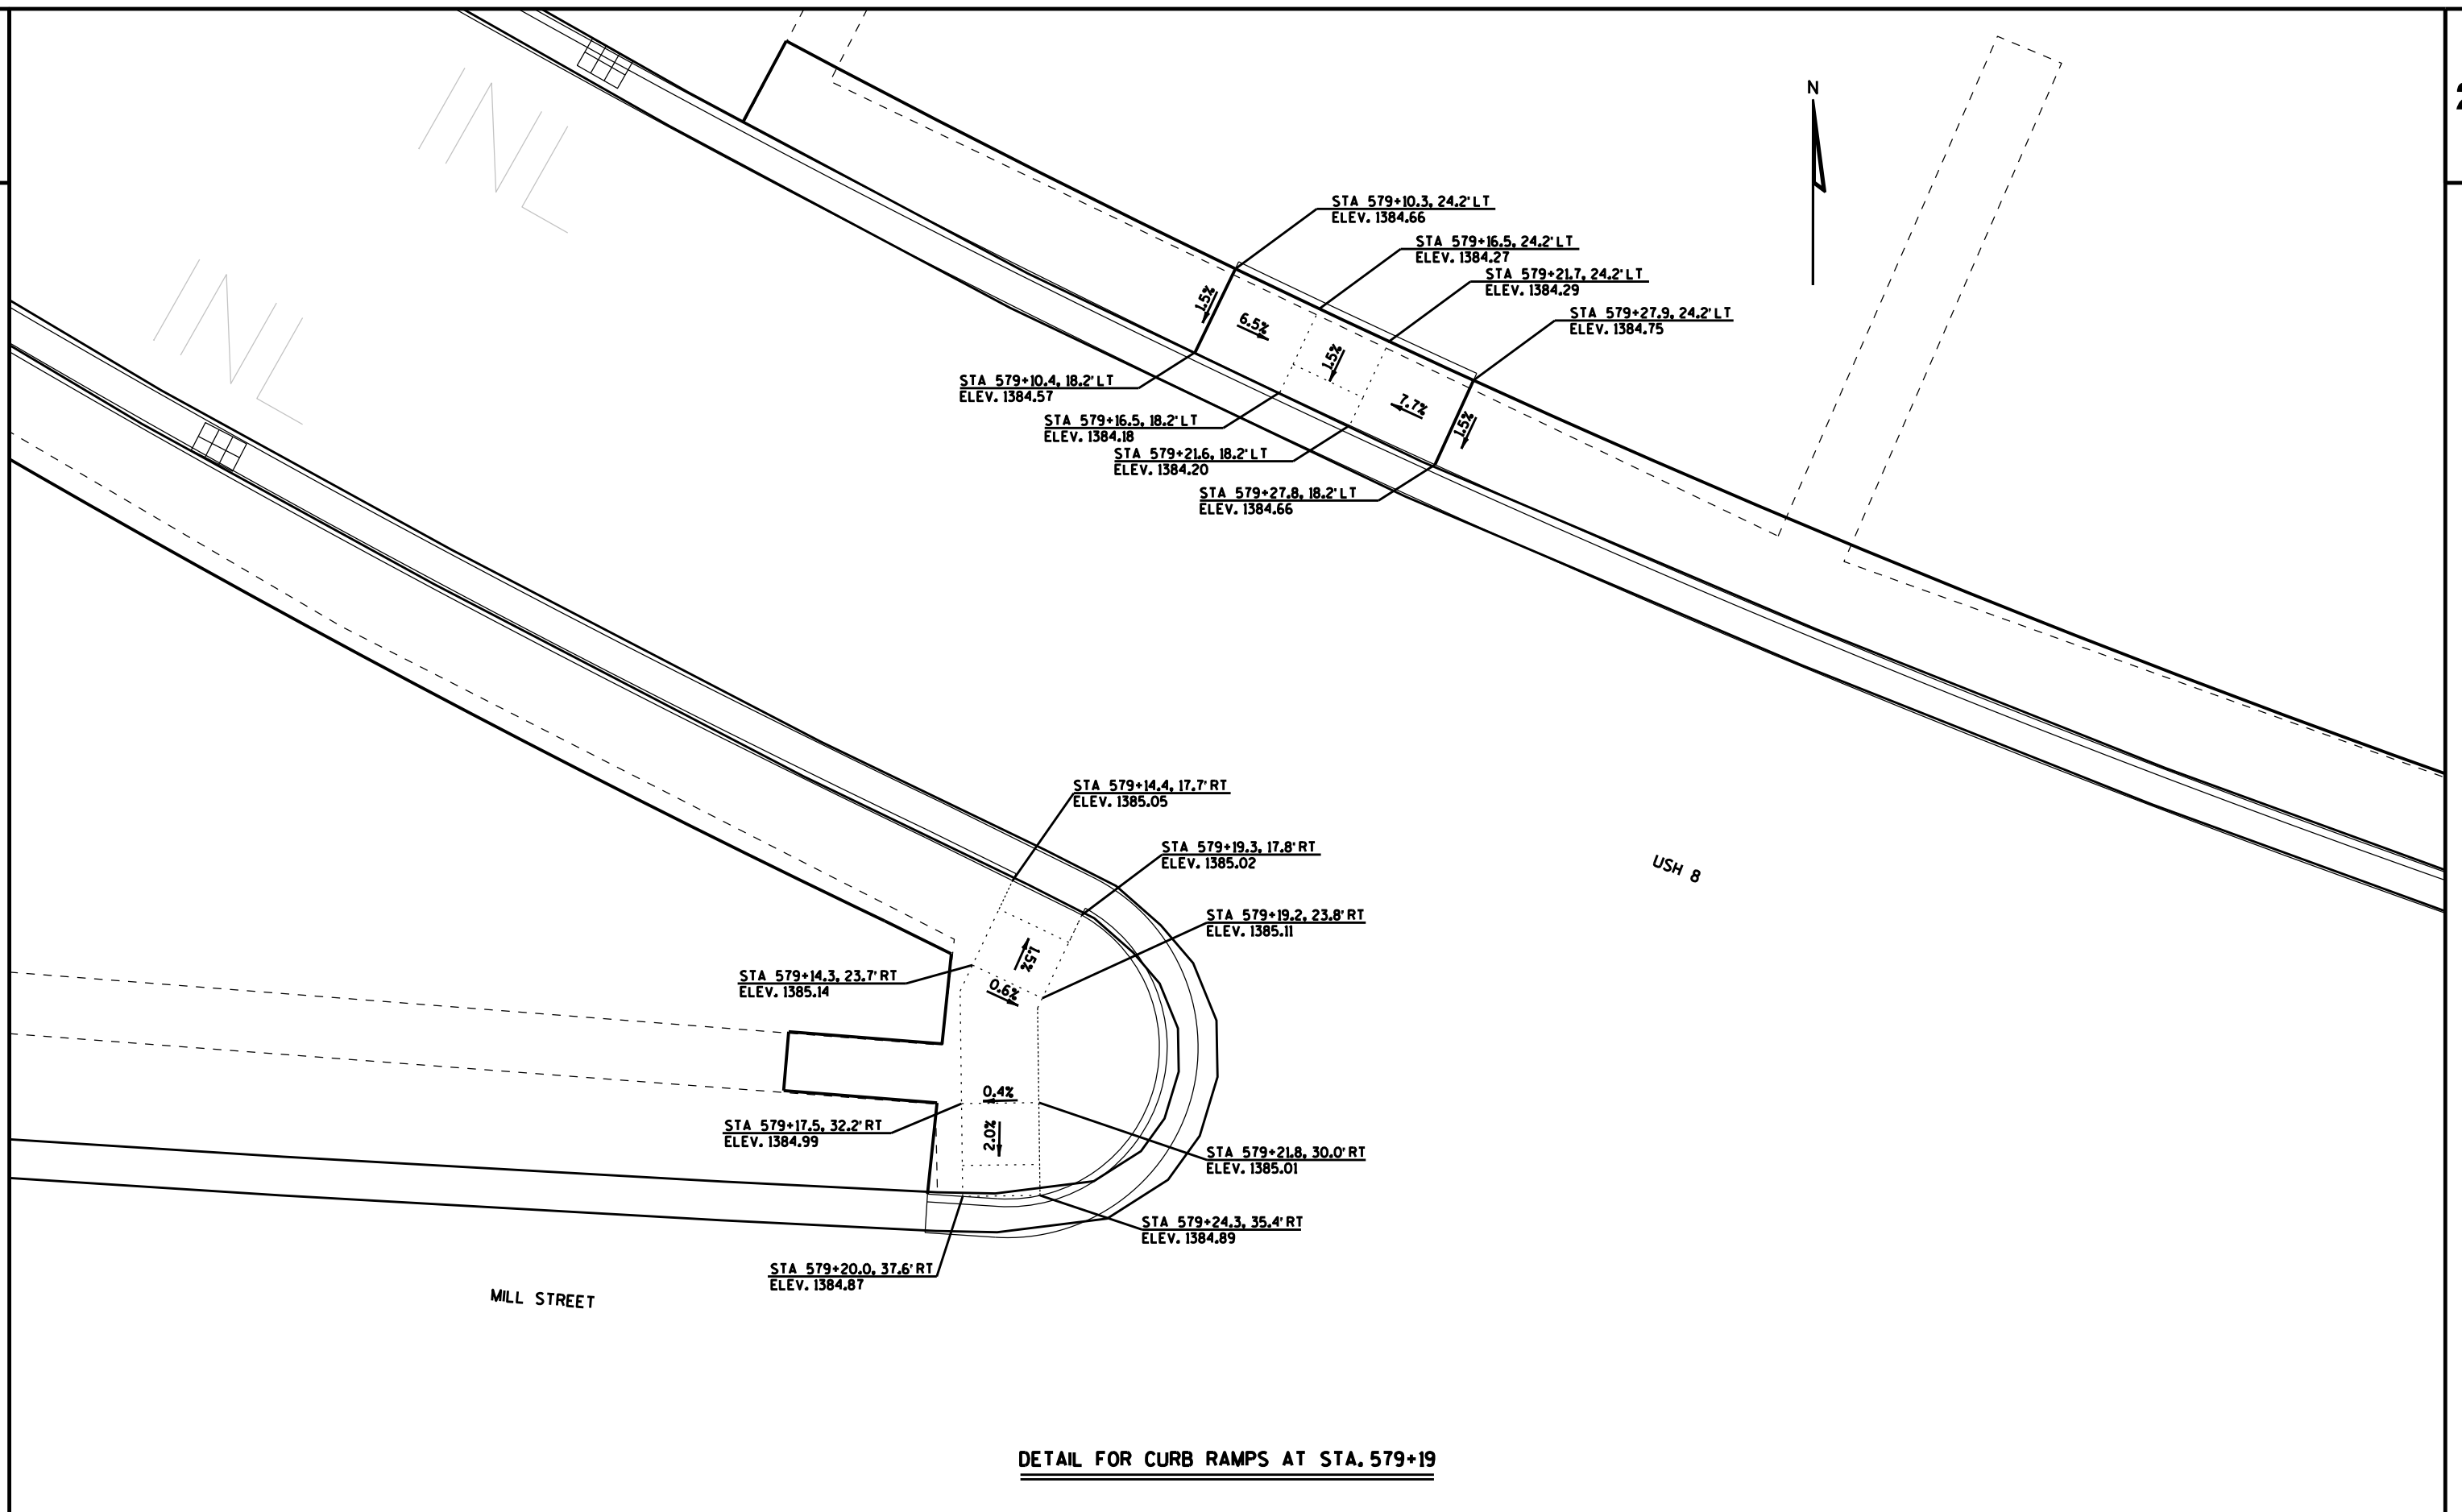 INL
N
STA 579+10.3, 24.2' LT
ELEV. 1384.66
STA 579+16.5, 24.2' LT
ELEV. 1384.27
STA 579+21.7, 24.2' LT
ELEV. 1384.29
STA 579+27.9, 24.2' LT
ELEV. 1384.75
INL
1.5%
6.5%
1.5%
7.7%
1.5%
STA 579+10.4, 18.2' LT
ELEV. 1384.57
STA 579+16.5, 18.2' LT
ELEV. 1384.18
STA 579+21.6, 18.2' LT
ELEV. 1384.20
STA 579+27.8, 18.2' LT
ELEV. 1384.66
STA 579+14.4, 17.7' RT
ELEV. 1385.05
STA 579+19.3, 17.8' RT
ELEV. 1385.02
USH 8
STA 579+19.2, 23.8' RT
ELEV. 1385.11
1.5%
STA 579+14.3, 23.7' RT
ELEV. 1385.14
0.6%
0.4%
STA 579+17.5, 32.2' RT
ELEV. 1384.99
2.0%
STA 579+21.8, 30.0' RT
ELEV. 1385.01
STA 579+24.3, 35.4' RT
ELEV. 1384.89
STA 579+20.0, 37.6' RT
ELEV. 1384.87
MILL STREET
DETAIL FOR CURB RAMPS AT STA. 579+19